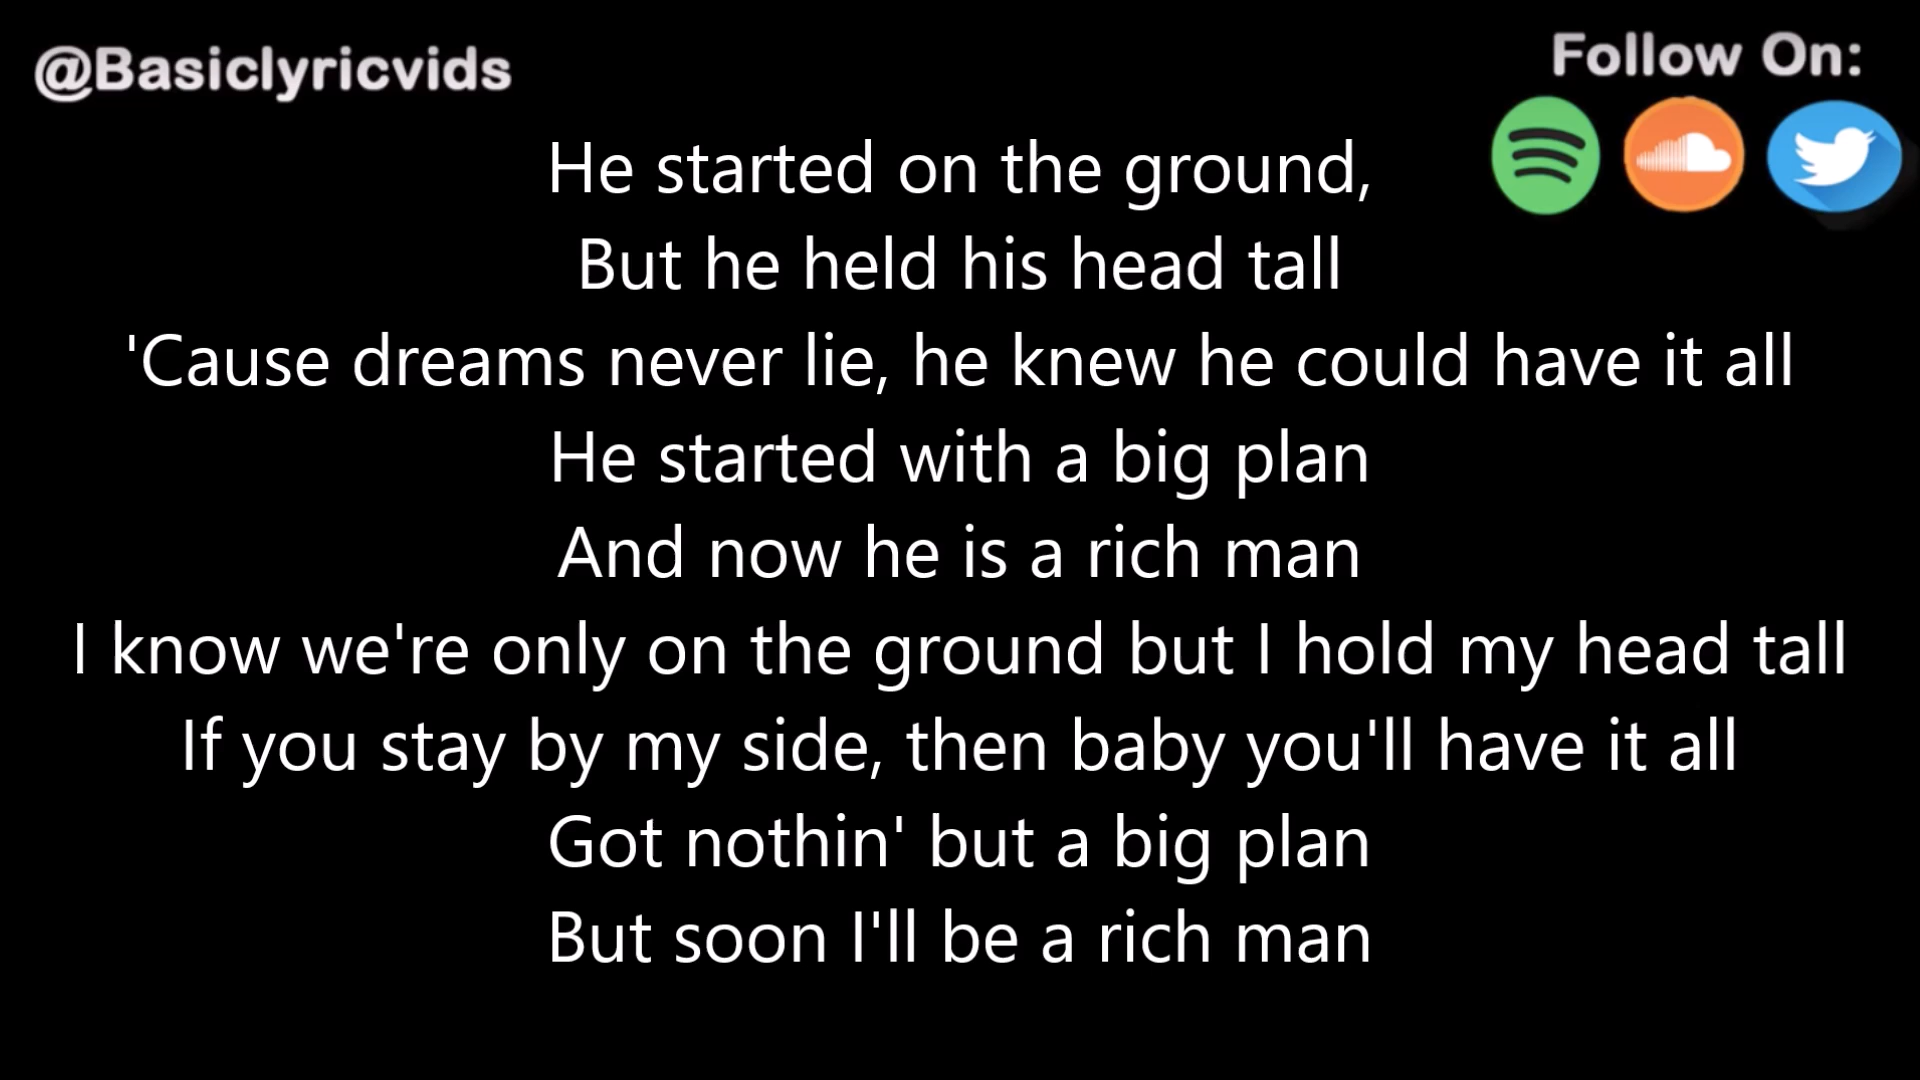 @Basiclyricvids
Follow On:
He started on the ground,
But he held his head tall
'Cause dreams never lie, he knew he could have it all
He started with a big plan
And now he is a rich man
I know we're only on the ground but I hold my head tall
If you stay by my side, then baby you'll have it all
Got nothin' but a big plan
But soon I'll be a rich man